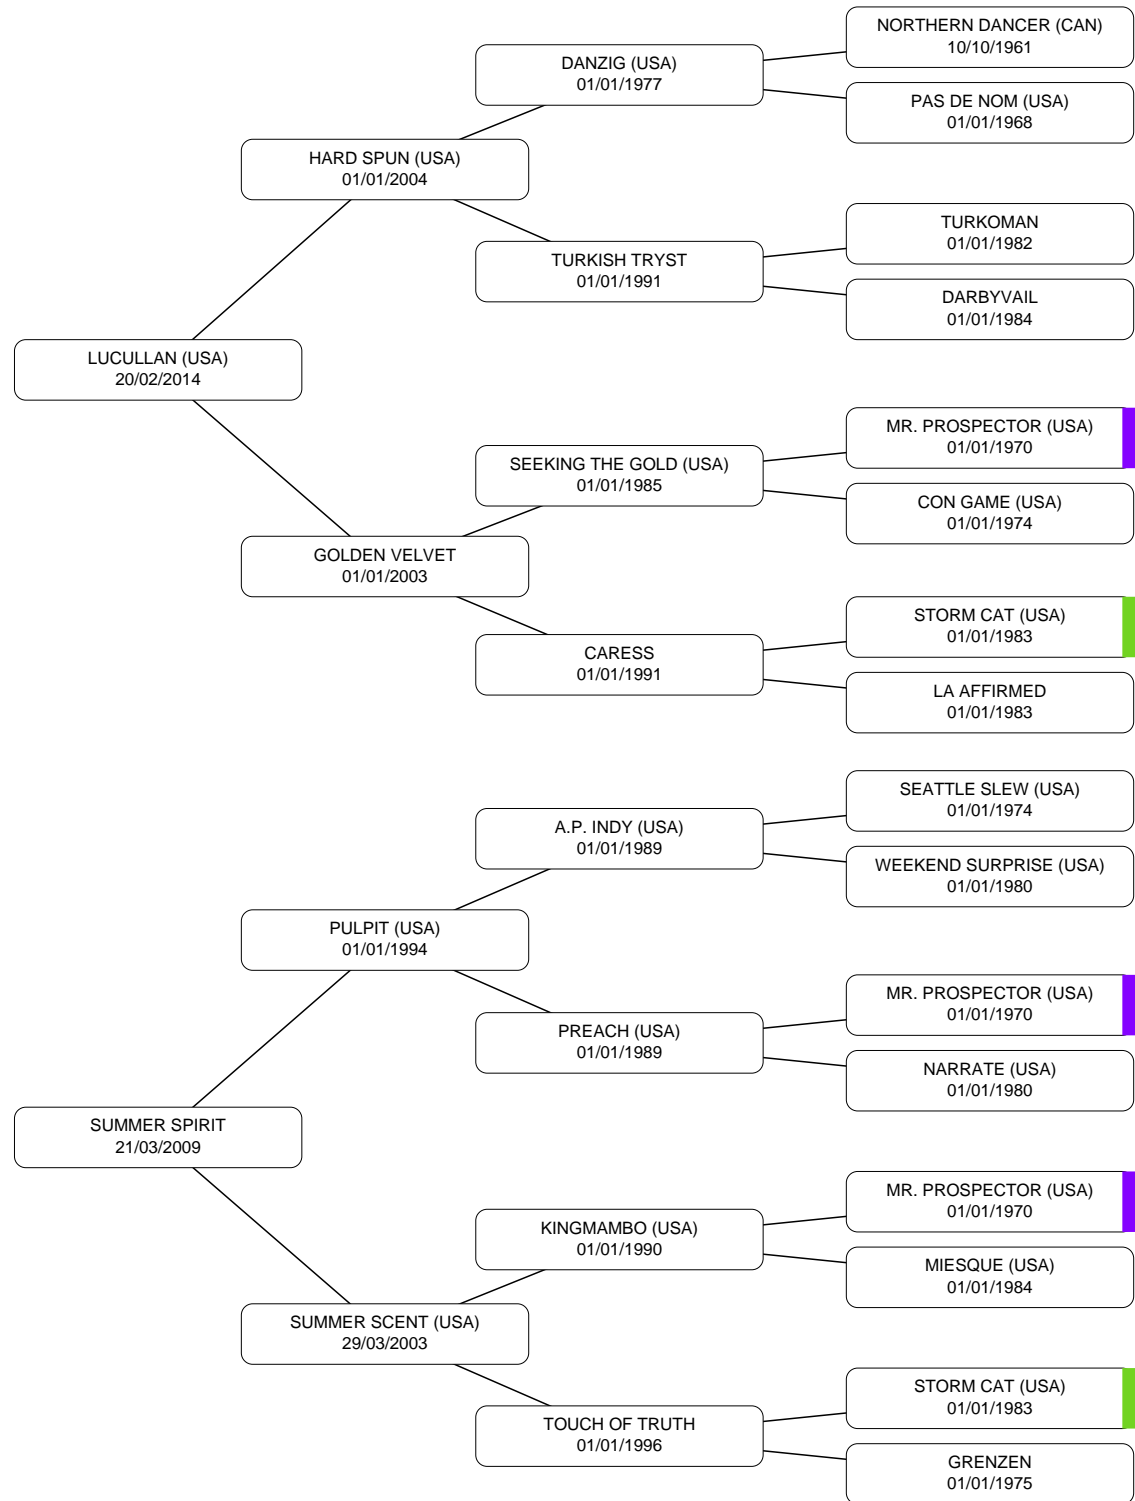 NORTHERN DANCER (CAN)
10/10/1961
DANZIG (USA)
01/01/1977
PAS DE NOM (USA)
01/01/1968
HARD SPUN (USA)
01/01/2004
TURKOMAN
01/01/1982
TURKISH TRYST
01/01/1991
DARBYVAIL
01/01/1984
LUCULLAN (USA)
20/02/2014
MR. PROSPECTOR (USA)
01/01/1970
SEEKING THE GOLD (USA)
01/01/1985
CON GAME (USA)
01/01/1974
GOLDEN VELVET
01/01/2003
STORM CAT (USA)
01/01/1983
CARESS
01/01/1991
LA AFFIRMED
01/01/1983
SEATTLE SLEW (USA)
01/01/1974
A.P. INDY (USA)
01/01/1989
WEEKEND SURPRISE (USA)
01/01/1980
PULPIT (USA)
01/01/1994
MR. PROSPECTOR (USA)
01/01/1970
PREACH (USA)
01/01/1989
NARRATE (USA)
01/01/1980
SUMMER SPIRIT
21/03/2009
MR. PROSPECTOR (USA)
01/01/1970
KINGMAMBO (USA)
01/01/1990
MIESQUE (USA)
01/01/1984
SUMMER SCENT (USA)
29/03/2003
STORM CAT (USA)
01/01/1983
TOUCH OF TRUTH
01/01/1996
GRENZEN
01/01/1975